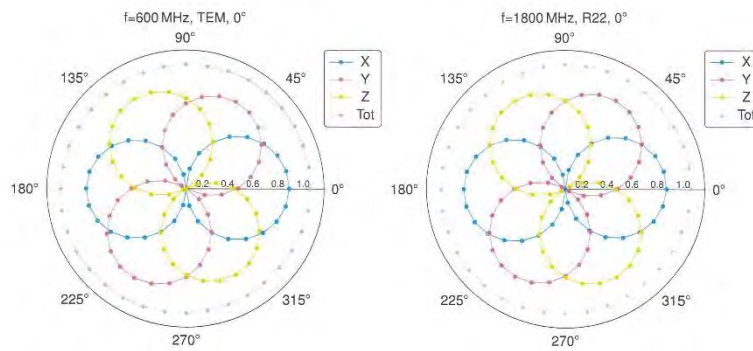 f=600 MHz, TEM, 0°
90°
135°
45°
X
Y
Z
Tot
180°
0.2 0.4 0.6 0.8 1.0
0°
225°
315°
270°
f=1800 MHz, R22, 0°
90°
135°
45°
X
Y
Z
Tot
180°
0.2 0.4 0.6 0.8 1.0
0°
225°
315°
270°